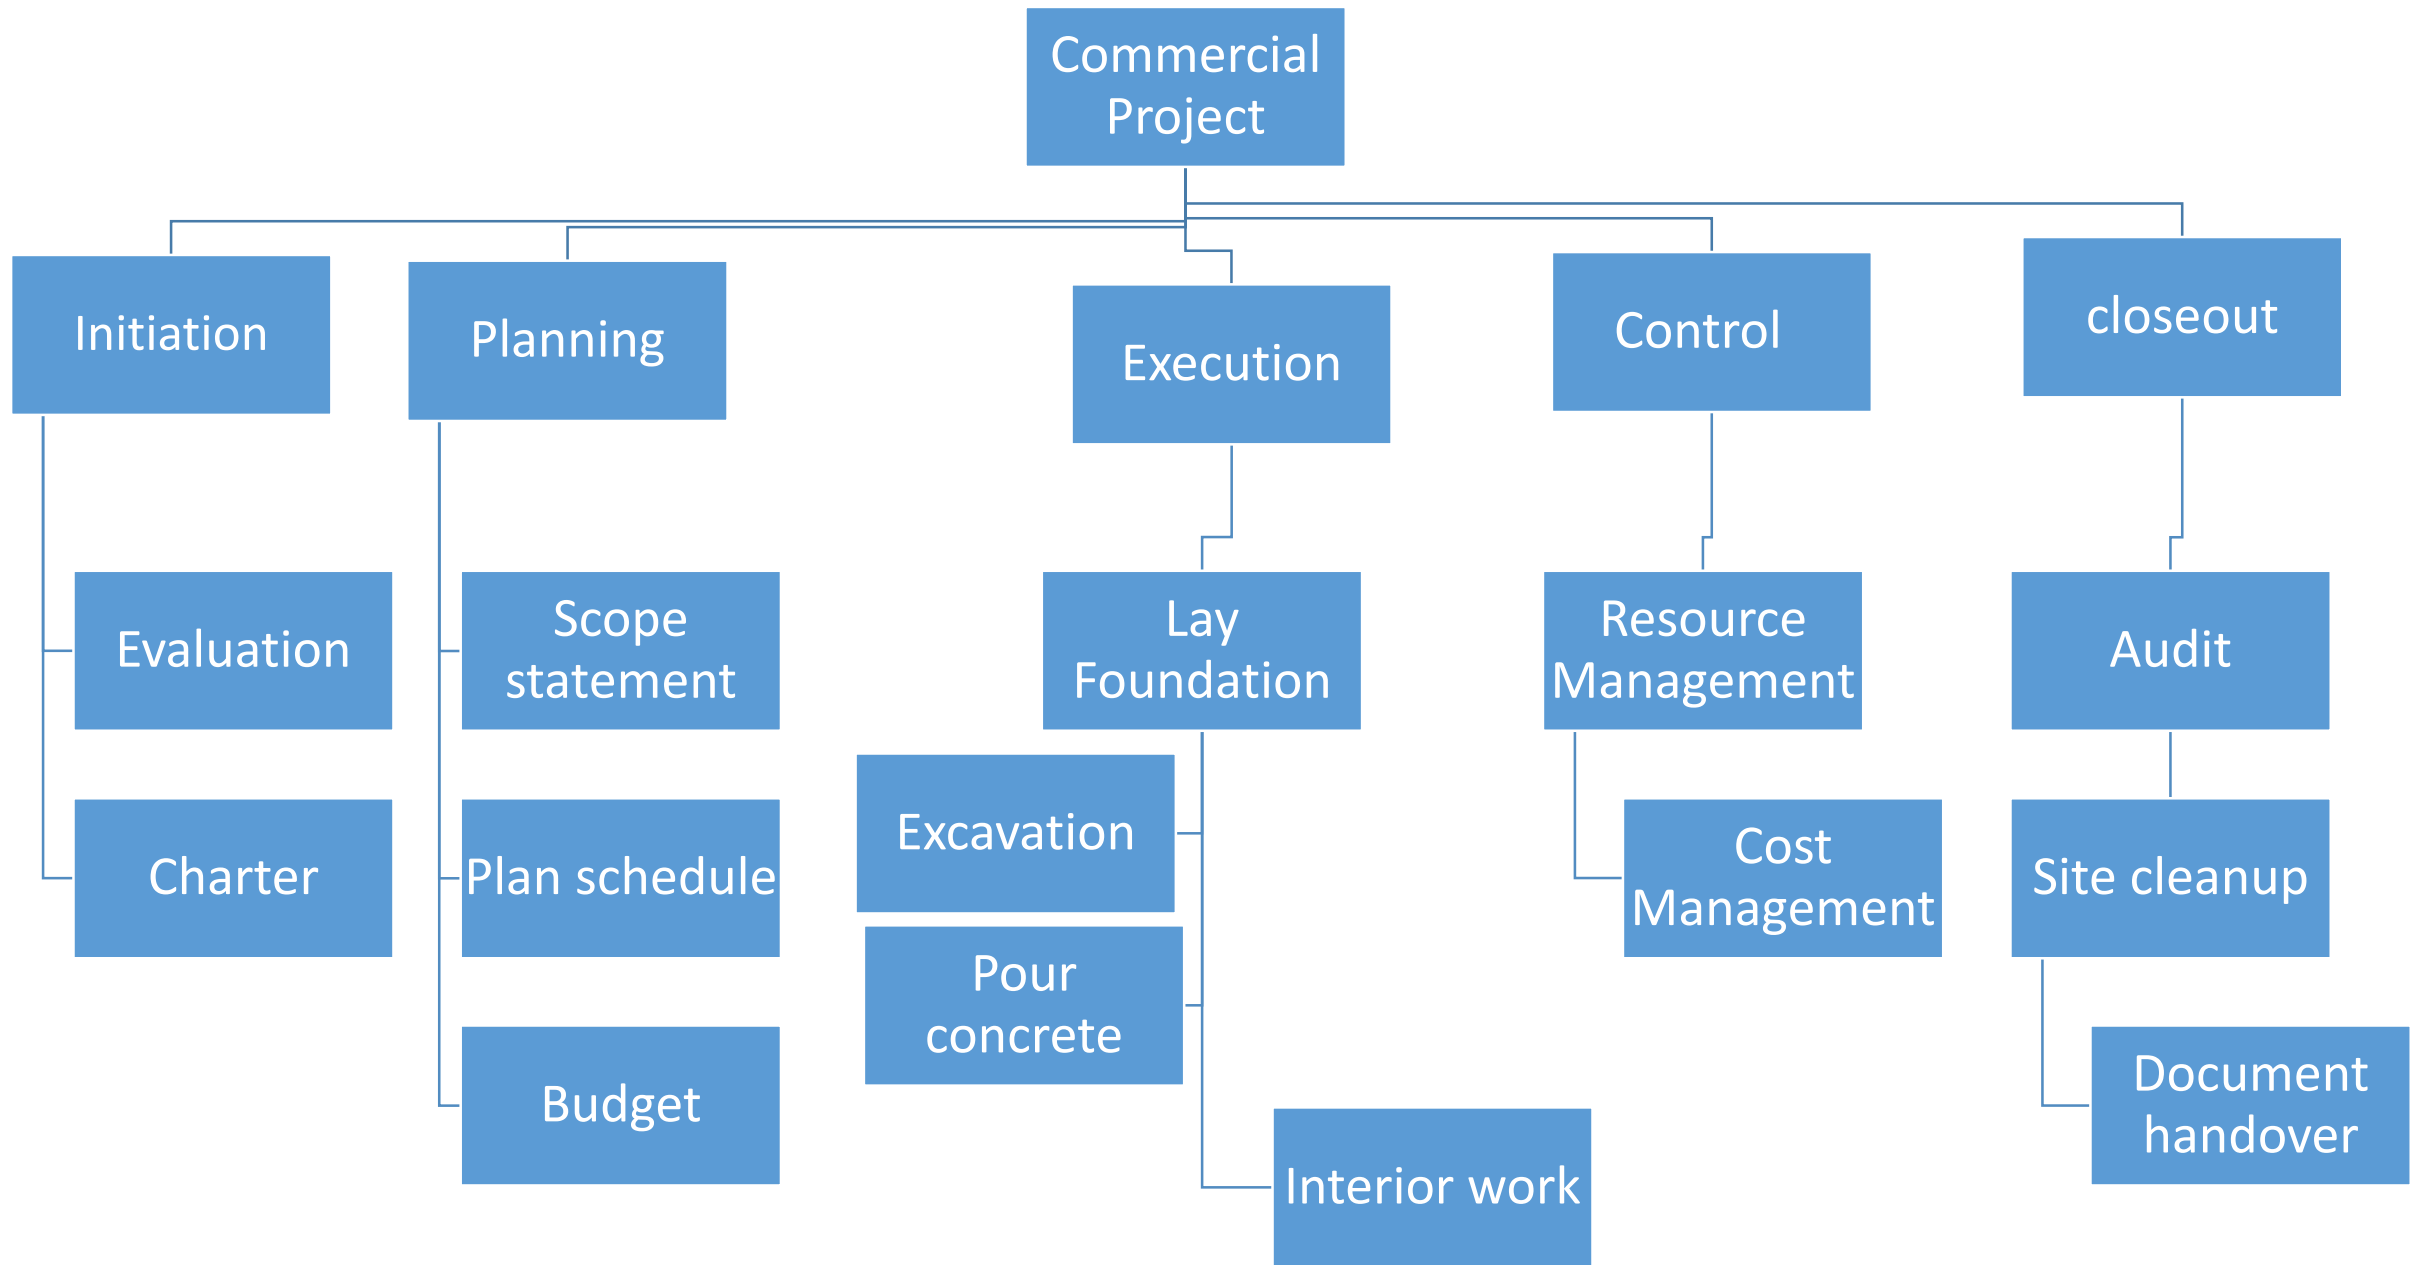 Commercial
Project
Initiation
Planning
Execution
Control
closeout
Evaluation
Scope
statement
Lay
Foundation
Resource
Management
Audit
Charter
Plan schedule
Excavation
Cost
Management
Site cleanup
Pour
concrete
Budget
Interior work
Document
handover